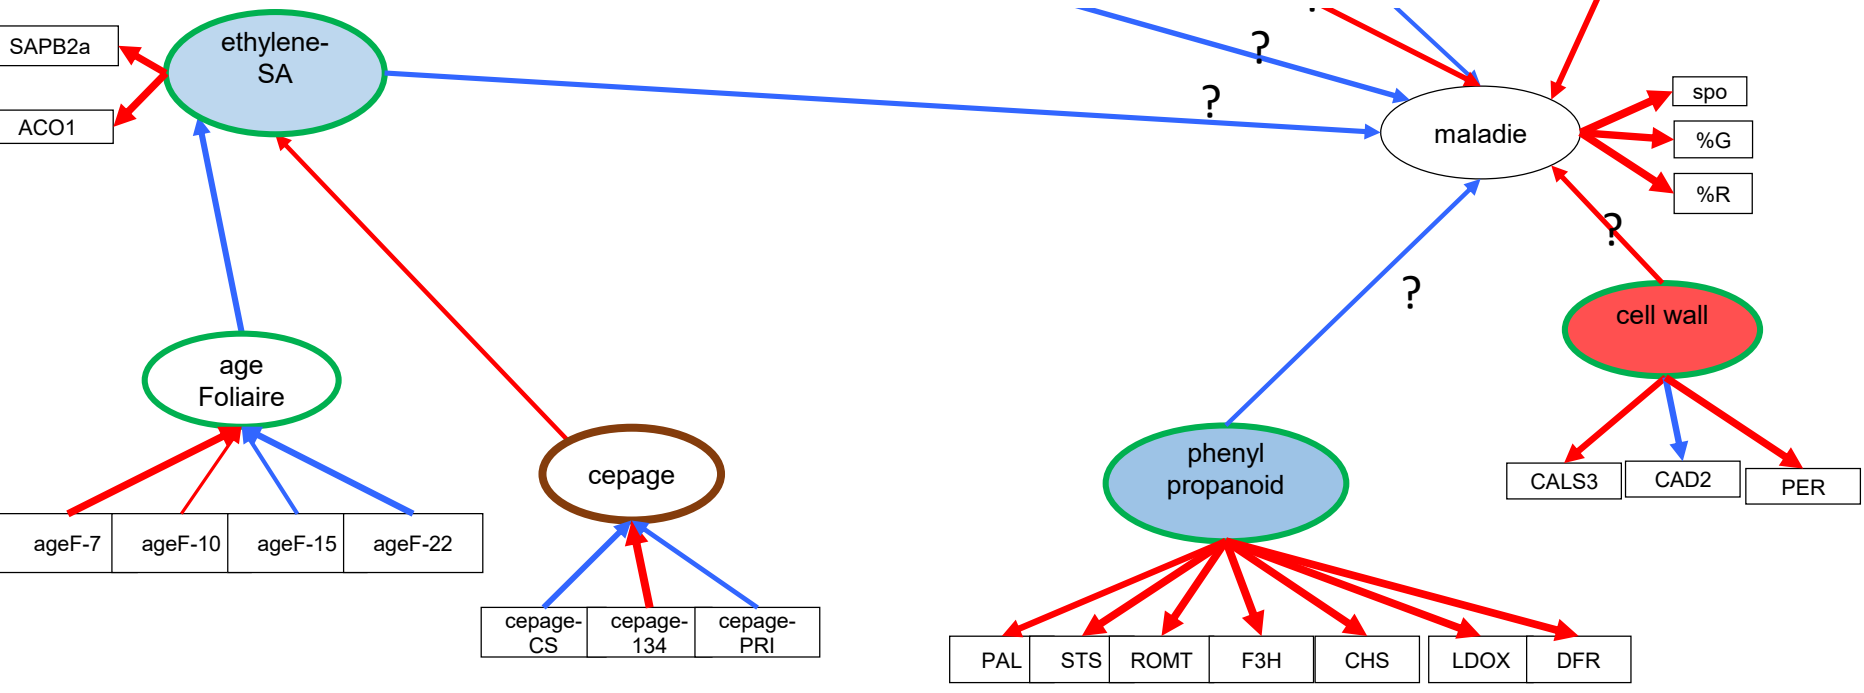 ethylene-
SA
SAPB2a
ACO1
?
?
maladie
spo
%G
%R
?
?
cell wall
age
Foliaire
cepage
phenyl
propanoid
CALS3
CAD2
PER
ageF-7
ageF-10
ageF-15
ageF-22
cepage-
CS
cepage-
134
cepage-
PRI
PAL
STS
ROMT
F3H
CHS
LDOX
DFR